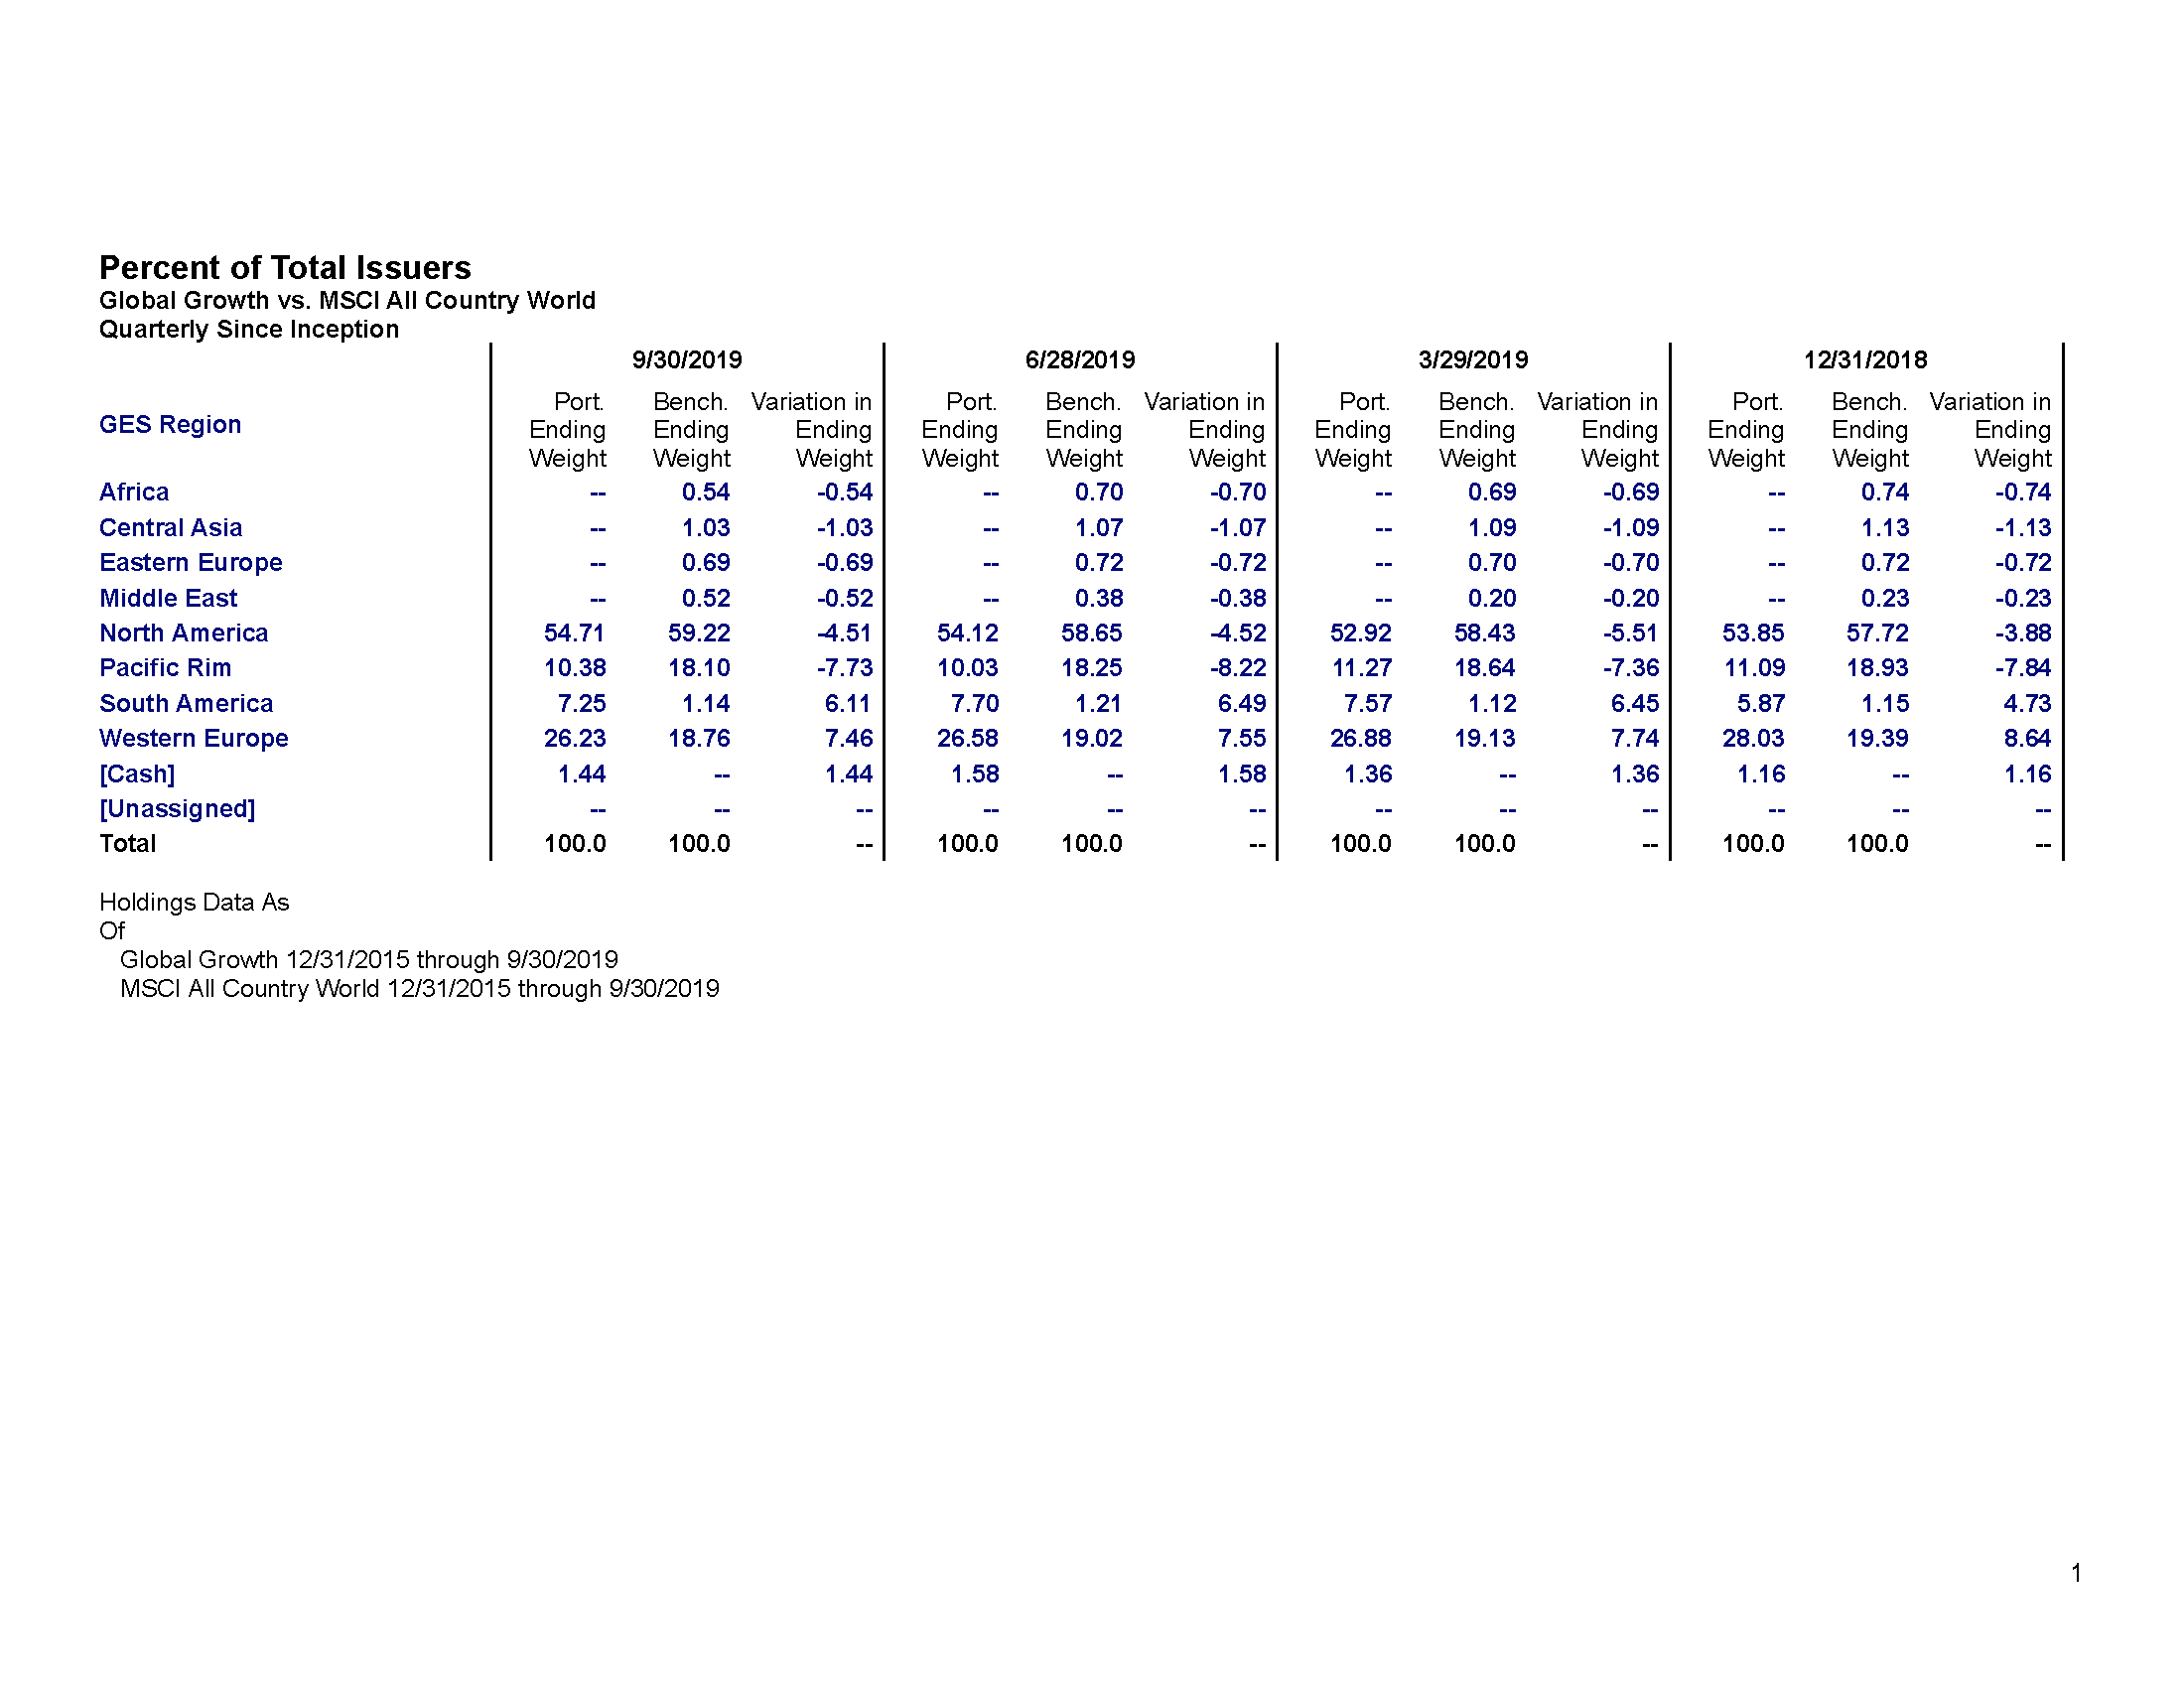 Percent of Total Issuers
Global Growth vs. MSCI All Country World
Quarterly Since Inception
9/30/2019 6/28/2019 3/29/2019 12/31/2018
GES Region
Port. Bench. Variation in Port. Bench. Variation in Port. Bench. Variation in Port. Bench. Variation in
Ending Ending Ending Ending Ending Ending Ending Ending Ending Ending Ending Ending
Weight Weight Weight Weight Weight Weight Weight Weight Weight Weight Weight Weight
Africa -- 0.54 -0.54 -- 0.70 -0.70 -- 0.69 -0.69 -- 0.74 -0.74
Central Asia -- 1.03 -1.03 -- 1.07 -1.07 -- 1.09 -1.09 -- 1.13 -1.13
Eastern Europe -- 0.69 -0.69 -- 0.72 -0.72 -- 0.70 -0.70 -- 0.72 -0.72
Middle East -- 0.52 -0.52 -- 0.38 -0.38 -- 0.20 -0.20 -- 0.23 -0.23
North America 54.71 59.22 -4.51 54.12 58.65 -4.52 52.92 58.43 -5.51 53.85 57.72 -3.88
Pacific Rim 10.38 18.10 -7.73 10.03 18.25 -8.22 11.27 18.64 -7.36 11.09 18.93 -7.84
South America 7.25 1.14 6.11 7.70 1.21 6.49 7.57 1.12 6.45 5.87 1.15 4.73
Western Europe 26.23 18.76 7.46 26.58 19.02 7.55 26.88 19.13 7.74 28.03 19.39 8.64
[Cash] 1.44 -- 1.44 1.58 -- 1.58 1.36 -- 1.36 1.16 -- 1.16
[Unassigned] -- -- -- -- -- -- -- -- -- -- -- --
Total 100.0 100.0 -- 100.0 100.0 -- 100.0 100.0 -- 100.0 100.0 --
Holdings Data As
Of
Global Growth 12/31/2015 through 9/30/2019
MSCI All Country World 12/31/2015 through 9/30/2019
1